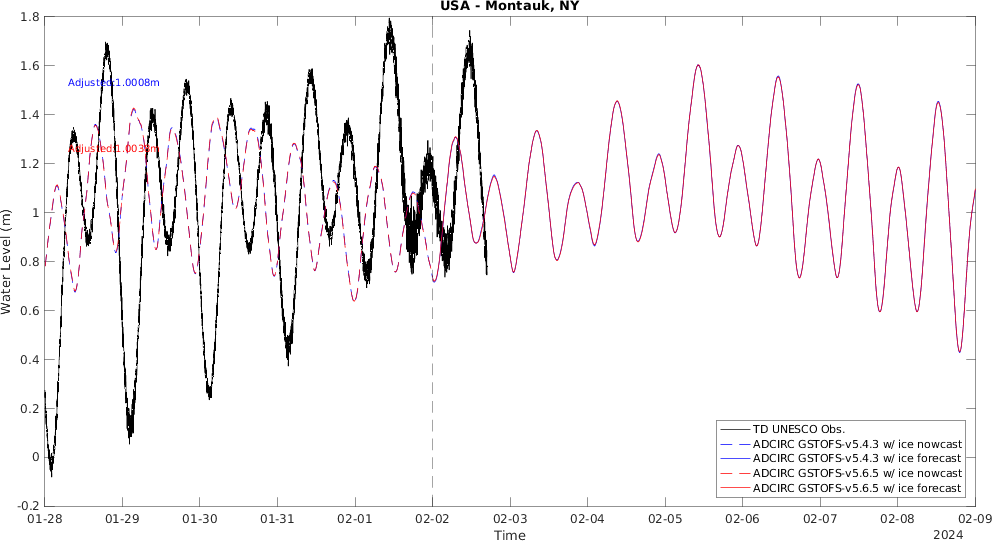 USA - Montauk, NY
1.8
1.6
1.4
1.2
1
0.8
0.6
0.4
0.2
0
-0.2
Water Level (m)
Adjusted:1.0008m
TD UNESCO Obs.
ADCIRC GSTOFS-v5.4.3 w/ ice nowcast
ADCIRC GSTOFS-v5.4.3 w/ ice forecast
ADCIRC GSTOFS-v5.6.5 w/ ice nowcast
ADCIRC GSTOFS-v5.6.5 w/ ice forecast
01-28 01-29 01-30 01-31 02-01 02-02 02-03 02-04 02-05 02-06 02-07 02-08 02-09
Time
2024